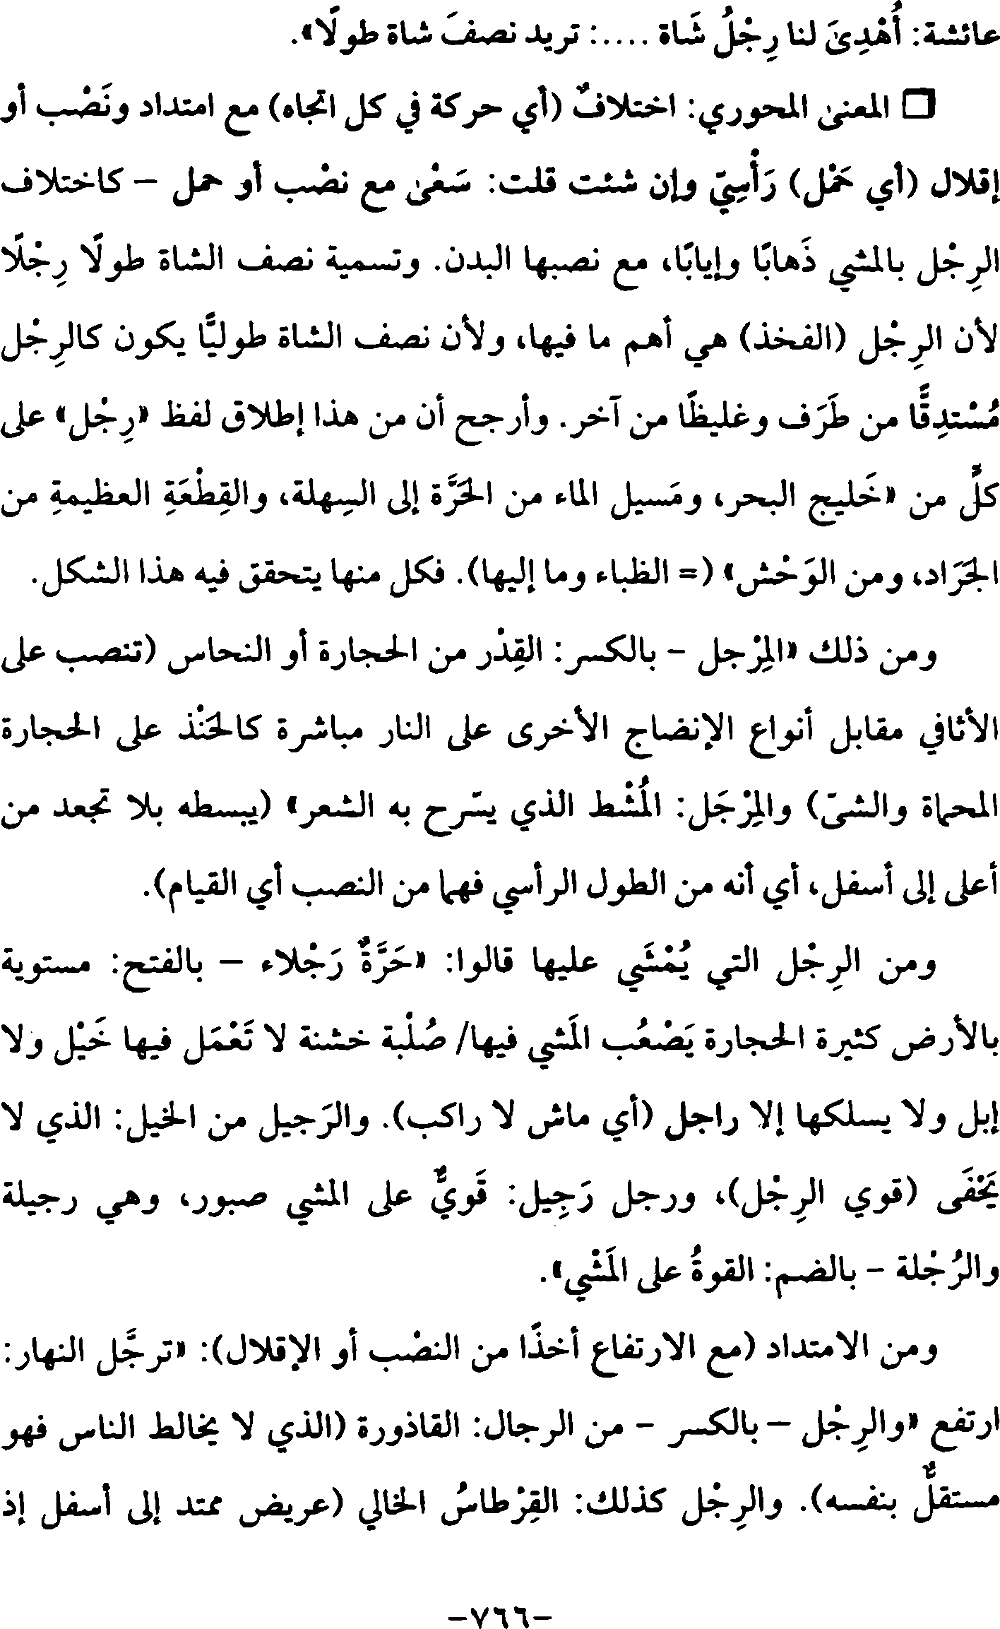 عائشة: أُهْدِىَ لنا رِجْلُ شَاة ....: تريد نصفَ شاة طولًا».
□ المعنى المحوري: اختلافٌ (أي حركة في كل اتجاه) مع امتداد ونَصْب أو
إقلال (أي حَمْل) رَأْسِيّ وإن شئت قلت: سَعْىٌ مع نصْب أو حمل – كاختلاف
الرِجْل بالمشي ذَهابًا وإيابًا، مع نصبها البدن. وتسمية نصف الشاة طولًا رِجْلًا
لأن الرِجْل (الفخذ) هي أهم ما فيها، ولأن نصف الشاة طوليًّا يكون كالرِجْل
مُسْتدِقًّا من طَرَف وغليظًا من آخر. وأرجح أن من هذا إطلاق لفظ «رِجْل» على
كلٍّ من «خَليج البحر، ومَسيل الماء من الحَرَّة إلى السِهلة، والقِطْعَةِ العظيمةِ من
الجَرَاد، ومن الوَحْش» (= الظباء وما إليها). فكل منها يتحقق فيه هذا الشكل.
ومن ذلك «المِرْجل – بالكسر: القِدْر من الحجارة أو النحاس (تنصب على
الأثافي مقابل أنواع الإنضاج الأخرى على النار مباشرة كالحَنْذ على الحجارة
المحماة والشىّ) والمِرْجَل: المُشْط الذي يسّرح به الشعر» (يبسطه بلا تجعد من
أعلى إلى أسفل، أي أنه من الطول الرأسي فهما من النصب أي القيام).
ومن الرِجْل التي يُمْشَي عليها قالوا: «حَرَّةٌ رَجْلاء – بالفتح: مستوية
بالأرض كثيرة الحجارة يَصْعُب المَشي فيها/ صُلْبة خشنة لا تَعْمَل فيها خَيْل ولا
إبل ولا يسلكها إلا راجل (أي ماش لا راكب). والرَجيل من الخيل: الذي لا
يَحْفَى (قوي الرِجْل)، ورجل رَجِيل: قَويٌّ على المشي صبور، وهي رجيلة
والرُجْلة – بالضم: القوةُ على المَشْي».
ومن الامتداد (مع الارتفاع أخذًا من النصْب أو الإقلال): «ترجَّل النهار:
ارتفع «والرِجْل – بالكسر – من الرجال: القاذورة (الذي لا يخالط الناس فهو
مستقلٌّ بنفسه). والرِجْل كذلك: القِرْطاسُ الخالي (عريض ممتد إلى أسفل إذ
–٧٦٦–